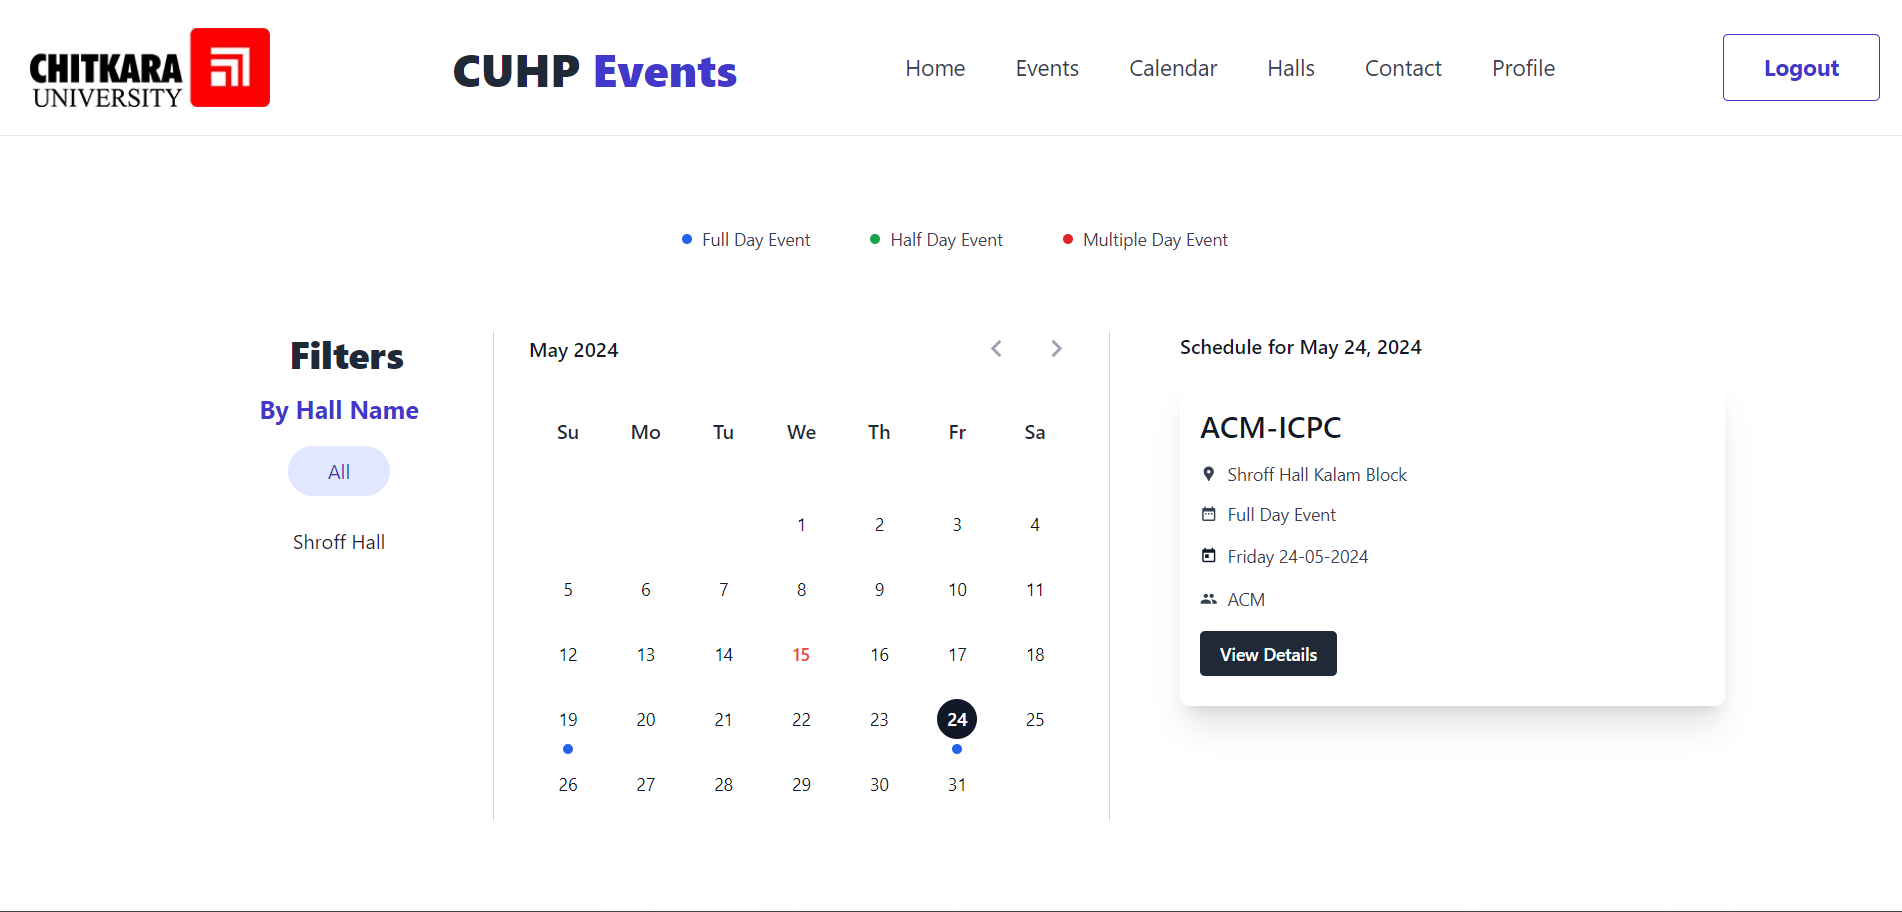 CHITKARA
UNIVERSITY
CUHP Events
Home Events Calendar Halls Contact Profile
Logout
Full Day Event Half Day Event Multiple Day Event
Filters
By Hall Name
All
Shroff Hall
May 2024
Su Mo Tu We Th Fr Sa
1 2 3 4
5 6 7 8 9 10 11
12 13 14 15 16 17 18
19 20 21 22 23 24 25
26 27 28 29 30 31
Schedule for May 24, 2024
ACM-ICPC
Shroff Hall Kalam Block
Full Day Event
Friday 24-05-2024
ACM
View Details